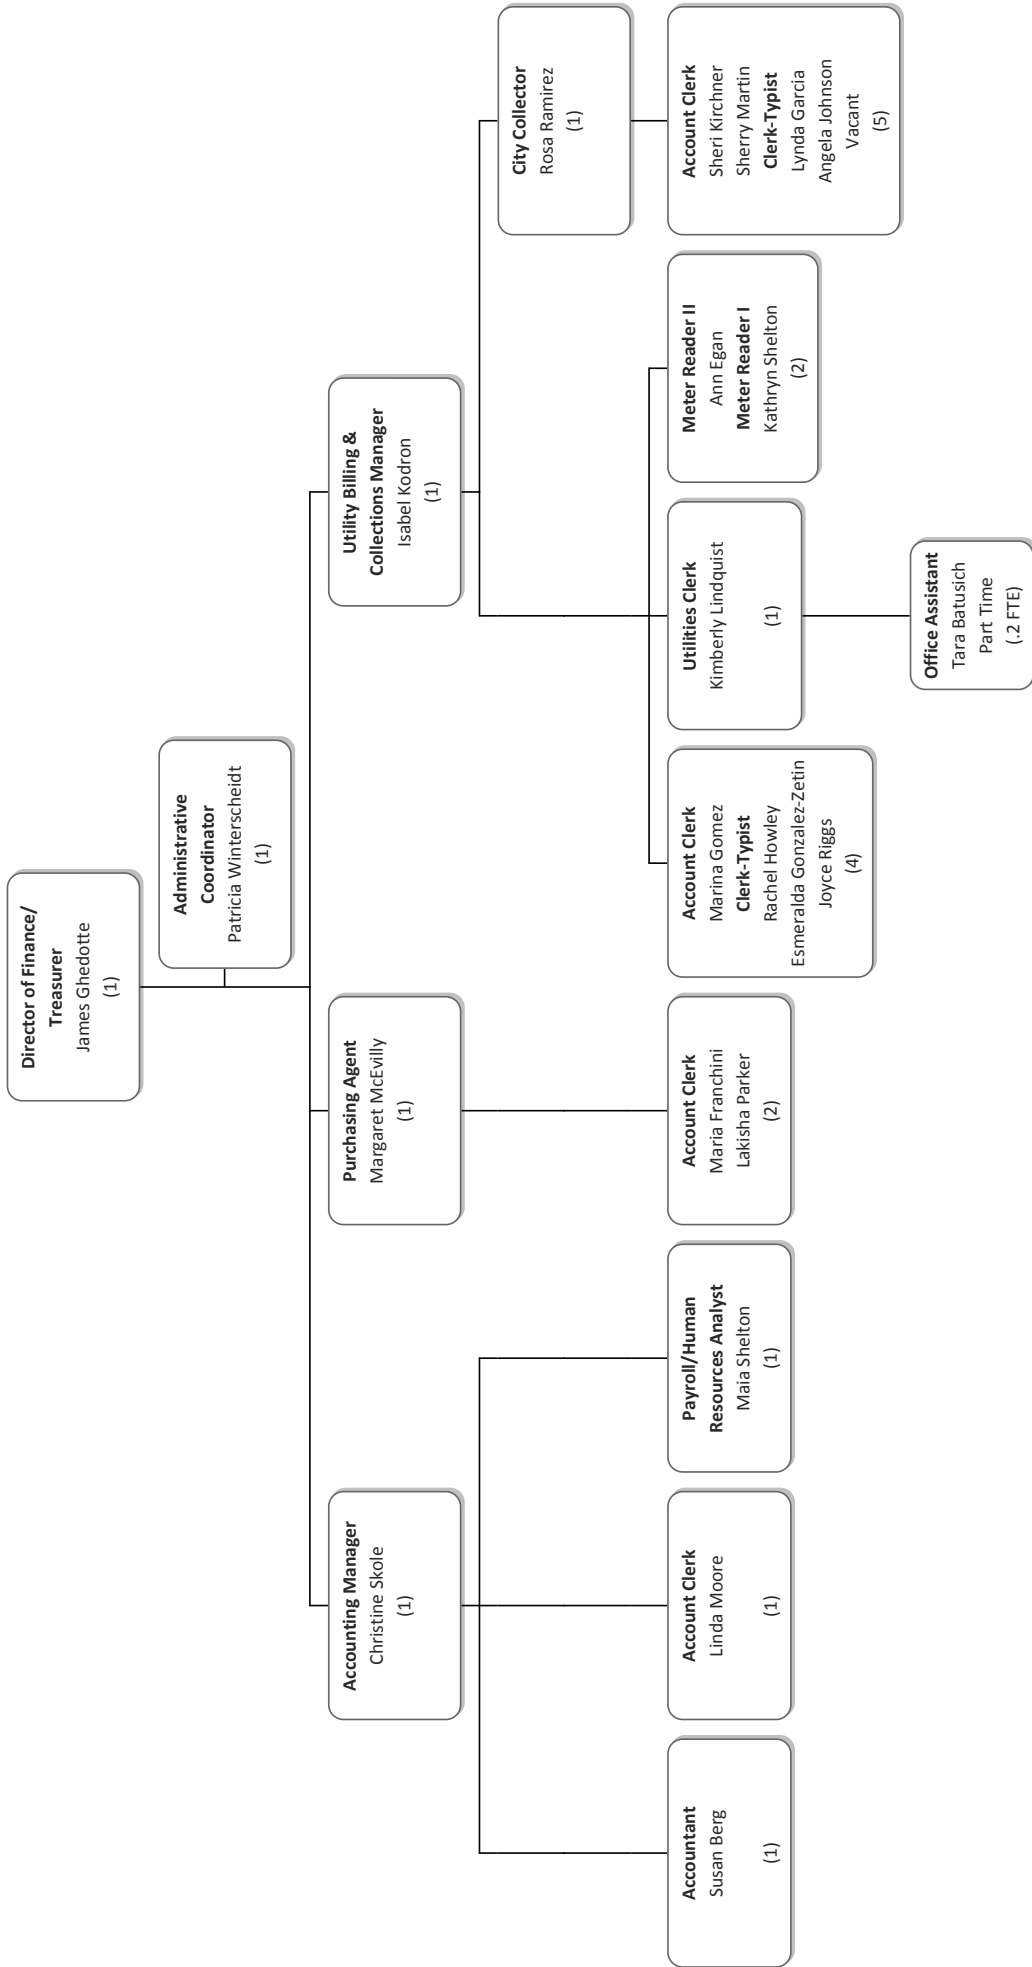 Director of Finance/
Treasurer
James Ghedotte
(1)
Administrative
Coordinator
Patricia Winterscheidt
(1)
Accounting Manager
Christine Skole
(1)
Purchasing Agent
Margaret McEvilly
(1)
Utility Billing &
Collections Manager
Isabel Kodron
(1)
City Collector
Rosa Ramirez
(1)
Accountant
Susan Berg
(1)
Account Clerk
Linda Moore
(1)
Payroll/Human
Resources Analyst
Maia Shelton
(1)
Account Clerk
Maria Franchini
Lakisha Parker
(2)
Account Clerk
Marina Gomez
Clerk-Typist
Rachel Howley
Esmeralda Gonzalez-Zetin
Joyce Riggs
(4)
Utilities Clerk
Kimberly Lindquist
(1)
Meter Reader II
Ann Egan
Meter Reader I
Kathryn Shelton
(2)
Account Clerk
Sheri Kirchner
Sherry Martin
Clerk-Typist
Lynda Garcia
Angela Johnson
Vacant
(5)
Office Assistant
Tara Batusich
Part Time
(.2 FTE)